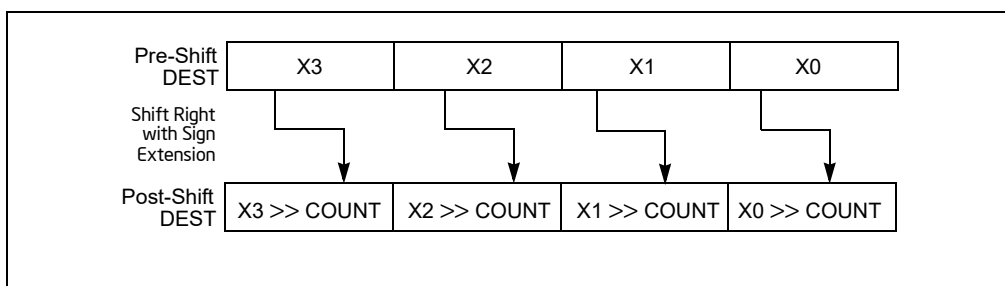 Pre-Shift
DEST
X3 X2 X1 X0
Shift Right
with Sign
Extension
Post-Shift
DEST
X3 >> COUNT X2 >> COUNT X1 >> COUNT X0 >> COUNT